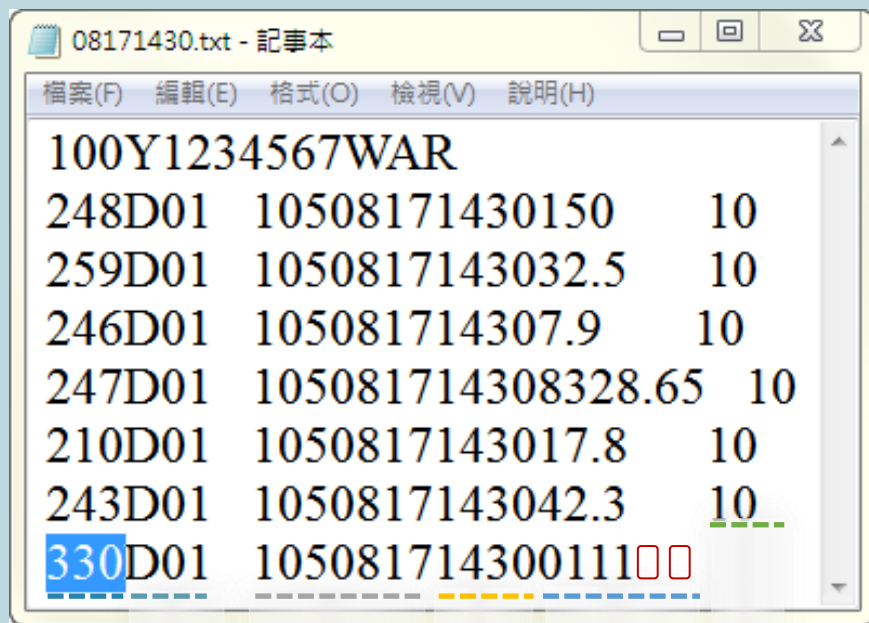 08171430.txt - 記事本
檔案(F) 編輯(E) 格式(O) 檢視(V) 說明(H)
100Y1234567WAR
248D01 10508171430150 10
259D01 1050817143032.5 10
246D01 105081714307.9 10
247D01 105081714308328.65 10
210D01 1050817143017.8 10
243D01 1050817143042.3 10
330D01 105081714300111